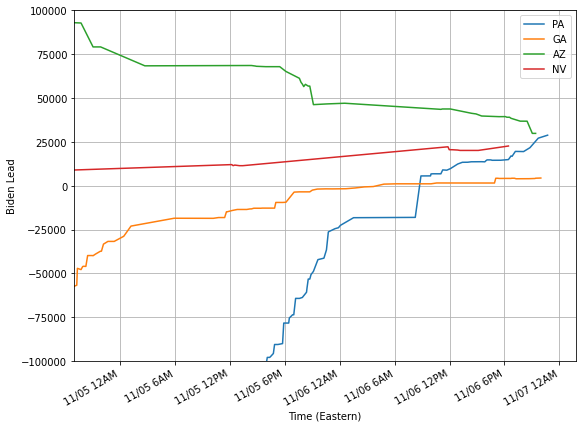 100000
75000
50000
25000
0
−25000
−50000
−75000
−100000
Biden Lead
PA
GA
AZ
NV
11/05 12AM
11/05 6AM
11/05 12PM
11/05 6PM
11/06 12AM
11/06 6AM
11/06 12PM
11/06 6PM
11/07 12AM
Time (Eastern)